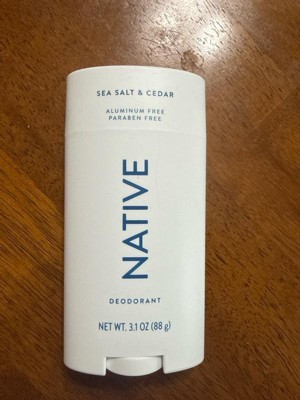 SEA SALT & CEDAR
ALUMINUM FREE
PARABEN FREE
NATIVE
DEODORANT
NET WT. 3.1 OZ (88 g)